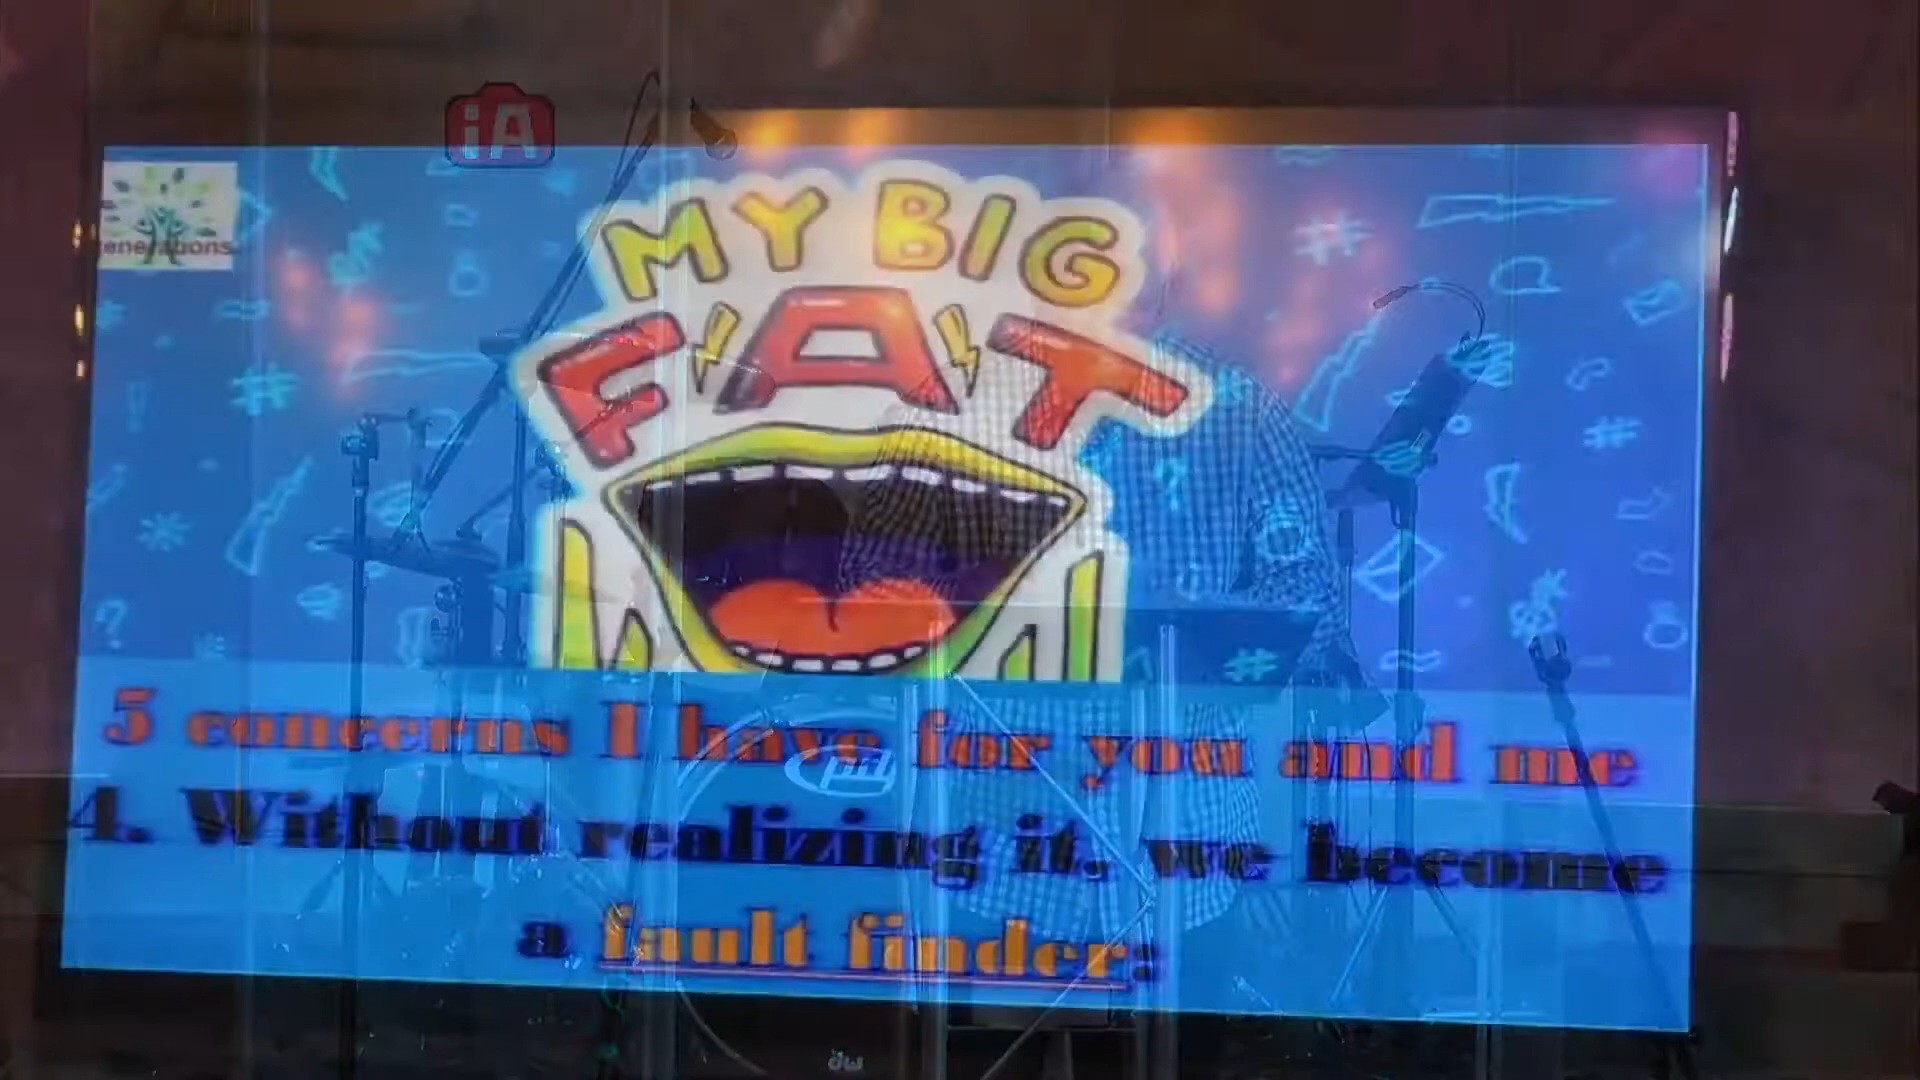 iA
MY BIG
FAT
generations
5 concerns I have for you and me
4. Without realizing it, we become
a fault finder:
dw